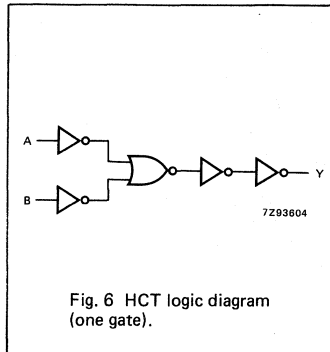 A
B
Y
7Z93604
Fig. 6 HCT logic diagram
(one gate).